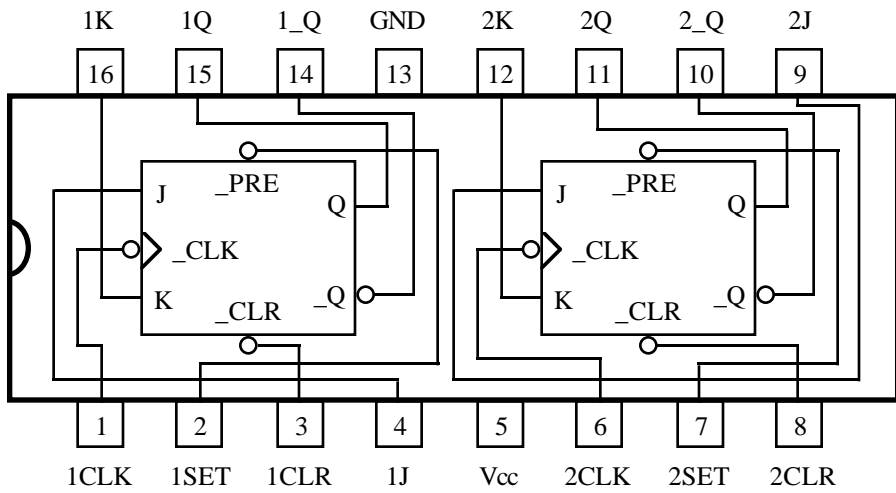 1K 1Q 1_Q GND 2K 2Q 2_Q 2J
16 15 14 13 12 11 10 9
_PRE _PRE
J Q J Q
_CLK _CLK
K _Q K _Q
_CLR _CLR
1 2 3 4 5 6 7 8
1CLK 1SET 1CLR 1J Vcc 2CLK 2SET 2CLR